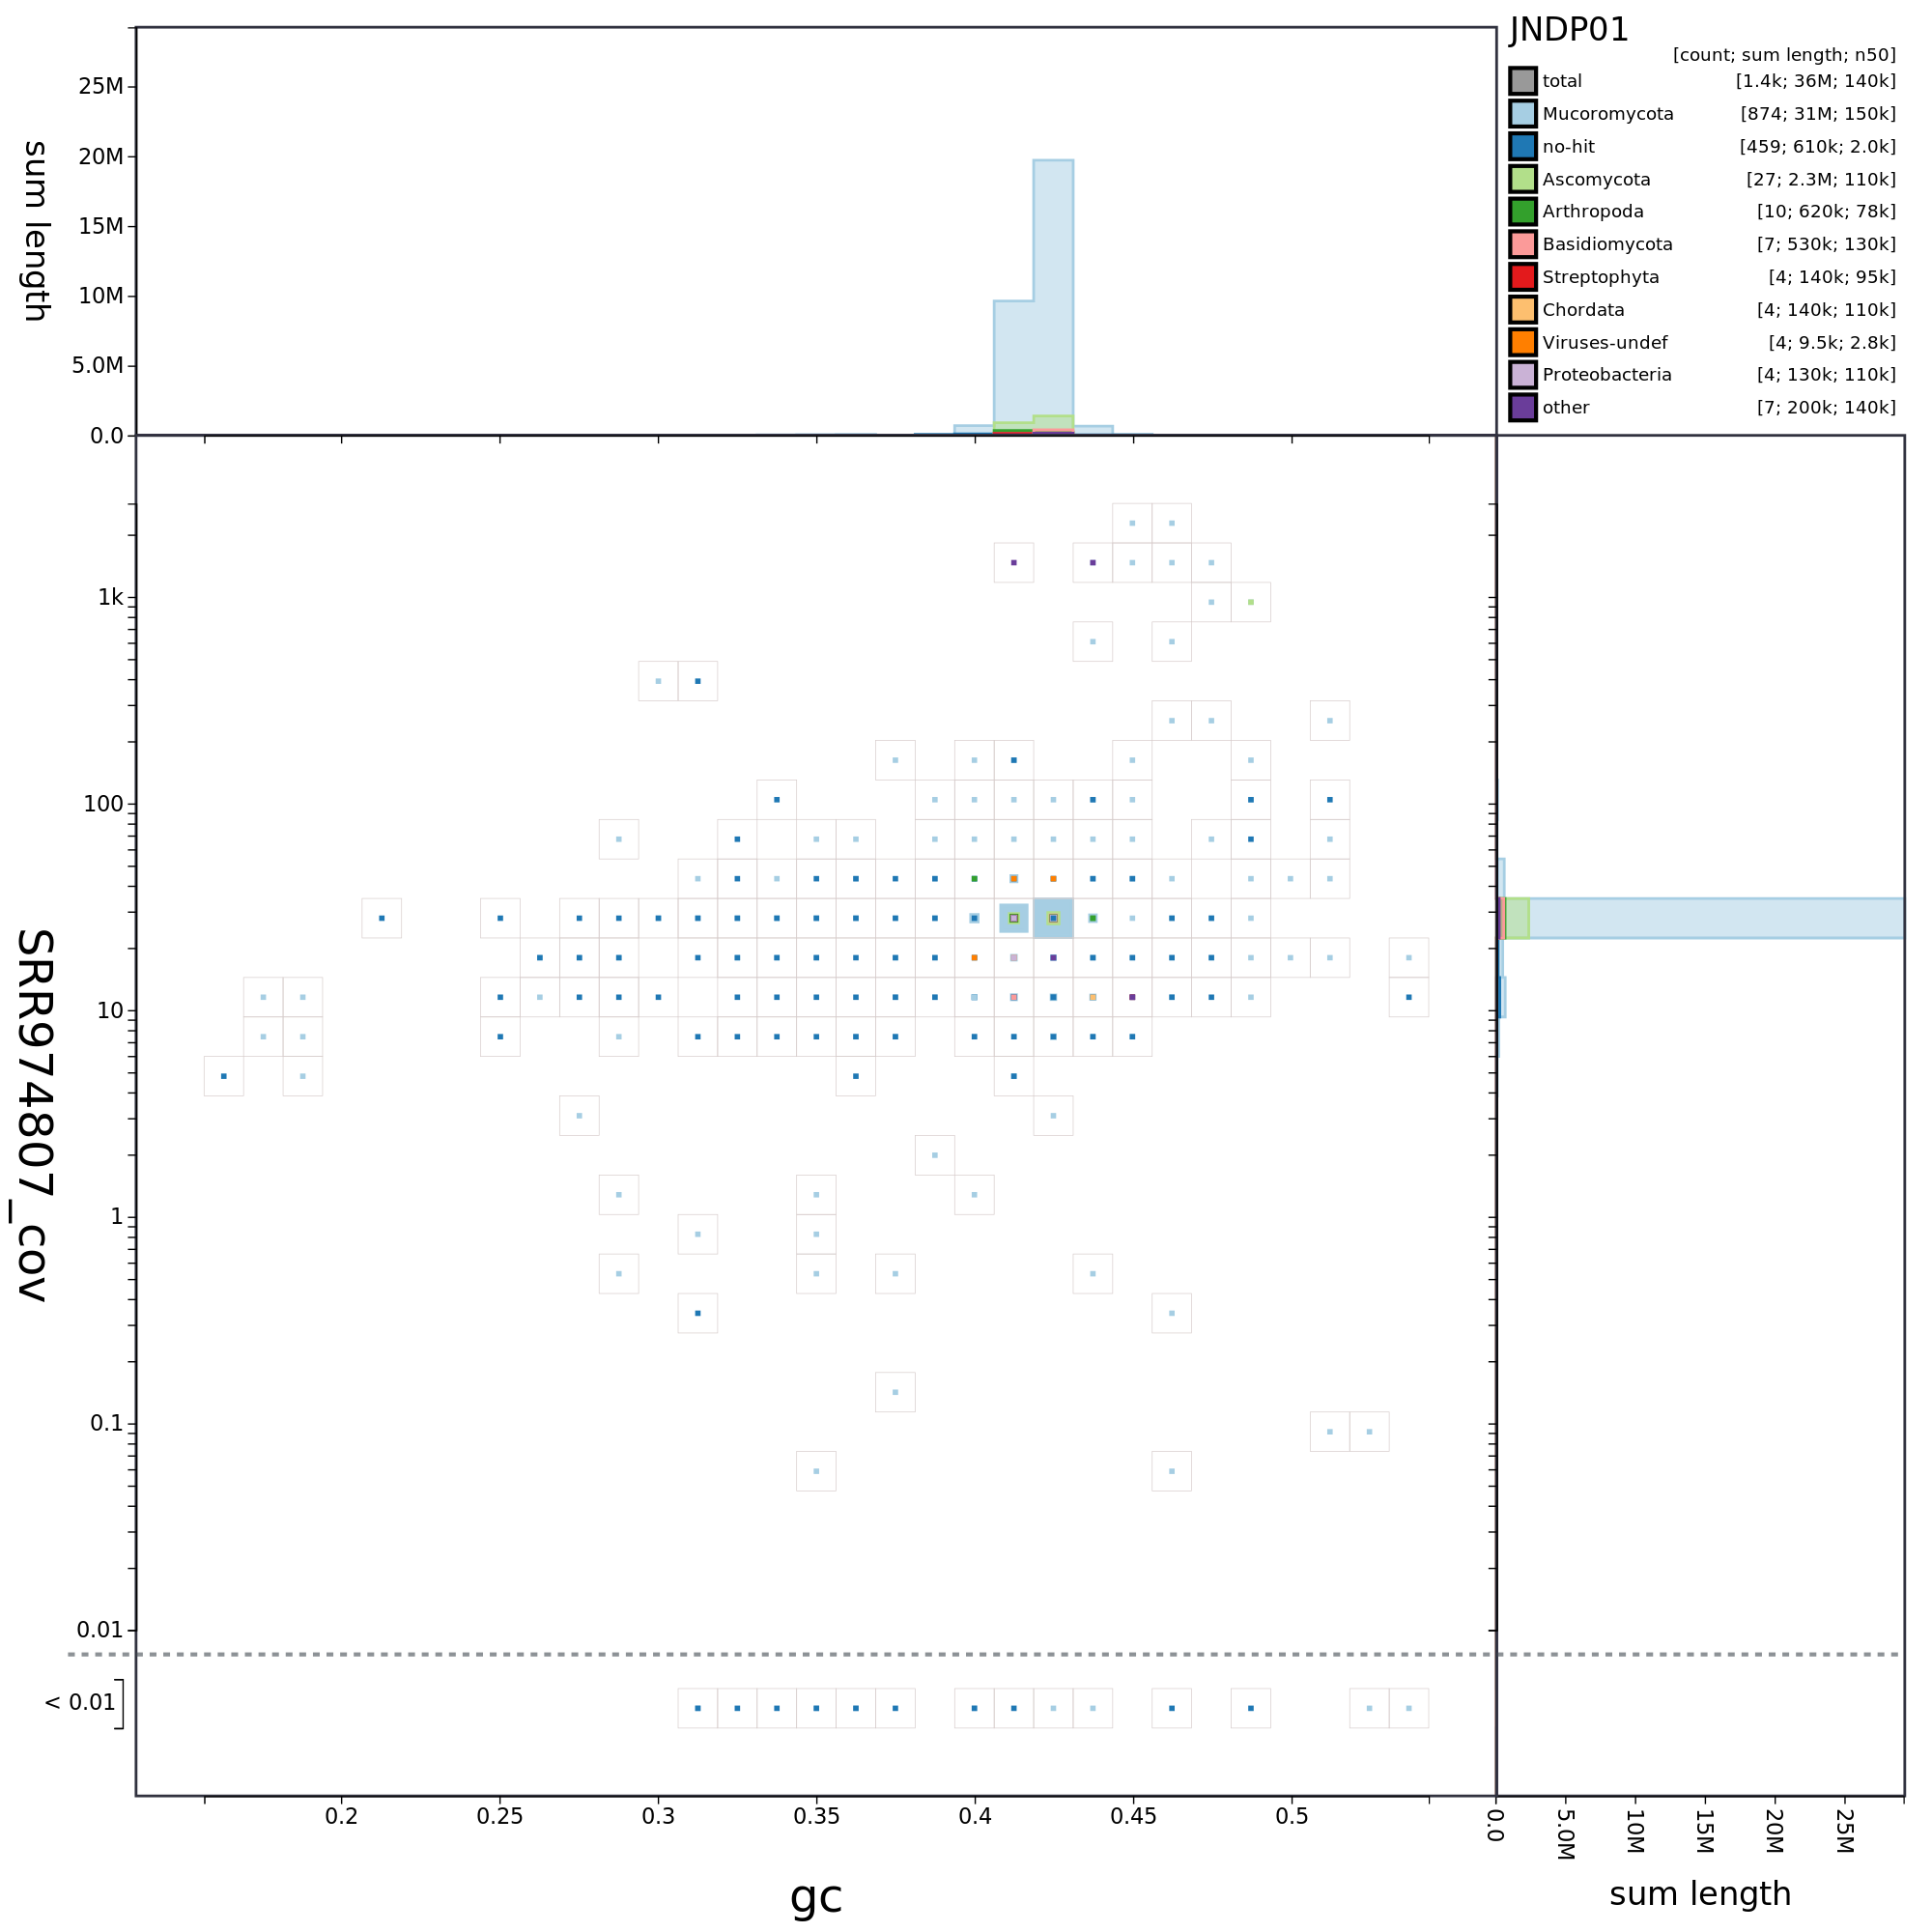 JNDP01
[count; sum length; n50]
total [1.4k; 36M; 140k]
Mucoromycota [874; 31M; 150k]
no-hit [459; 610k; 2.0k]
Ascomycota [27; 2.3M; 110k]
Arthropoda [10; 620k; 78k]
Basidiomycota [7; 530k; 130k]
Streptophyta [4; 140k; 95k]
Chordata [4; 140k; 110k]
Viruses-undef [4; 9.5k; 2.8k]
Proteobacteria [4; 130k; 110k]
other [7; 200k; 140k]
sum length
25M
20M
15M
10M
5.0M
0.0
SRR974807_cov
1k
100
10
1
0.1
0.01
< 0.01
0.2 0.25 0.3 0.35 0.4 0.45 0.5
gc
0.0 5.0M 10M 15M 20M 25M
sum length